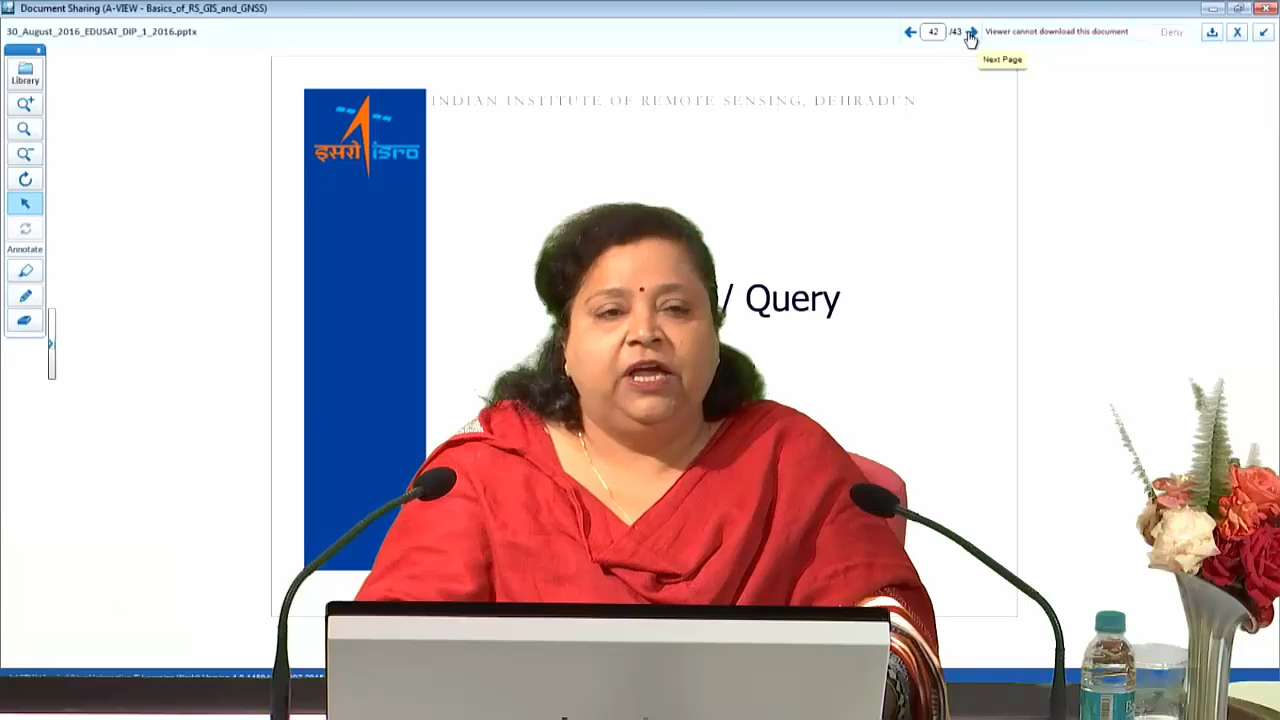 Document Sharing (A-VIEW - Basics_of_RS_GIS_and_GNSS)
30_August_2016_EDUSAT_DIP_1_2016.pptx
42 /43 Viewer cannot download this document Deny
Next Page
Library
INDIAN INSTITUTE OF REMOTE SENSING, DEHRADUN
इसरो isro
/ Query
Annotate